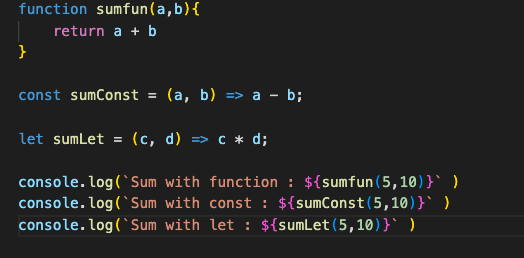 function sumfun(a,b){
    return a + b
}
const sumConst = (a, b) => a - b;
let sumLet = (c, d) => c * d;
console.log(`Sum with function : ${sumfun(5,10)}` )
console.log(`Sum with const : ${sumConst(5,10)}` )
console.log(`Sum with let : ${sumLet(5,10)}` )